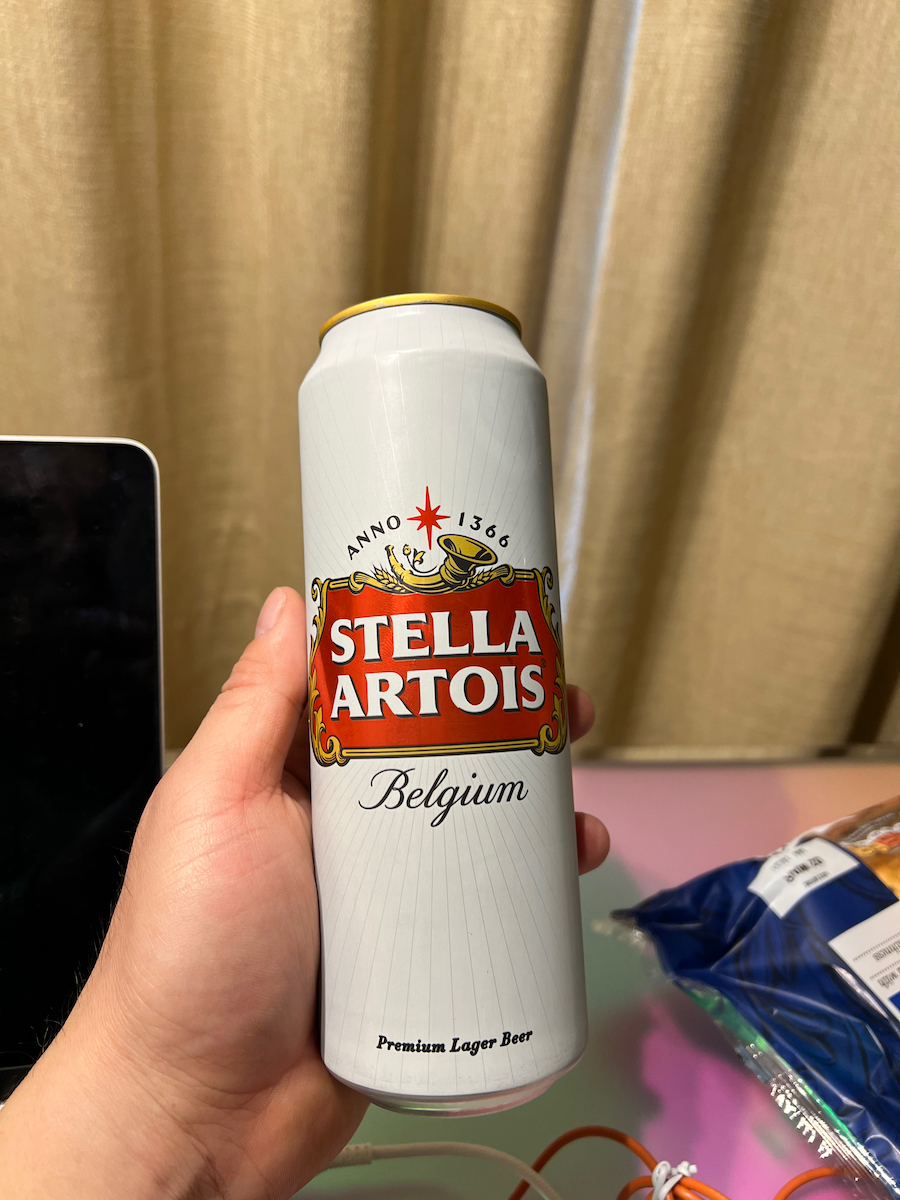 ANNO 1366
STELLA
ARTOIS
Belgium
Premium Lager Beer